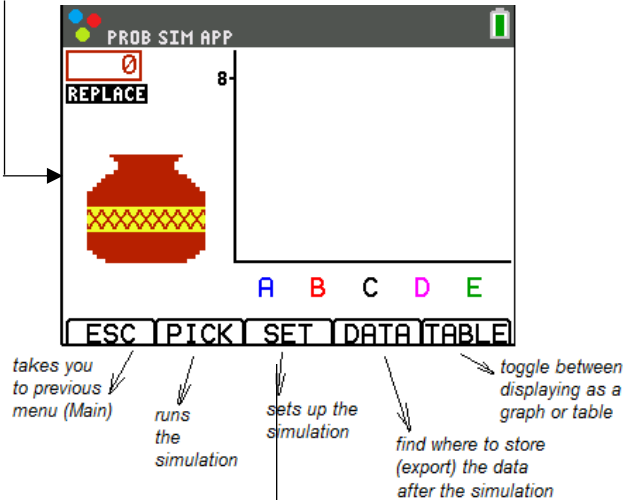 PROB SIM APP
0
REPLACE
8
A B C D E
ESC PICK SET DATA TABLE
takes you
to previous
menu (Main)
runs
the
simulation
sets up the
simulation
find where to store
(export) the data
after the simulation
toggle between
displaying as a
graph or table